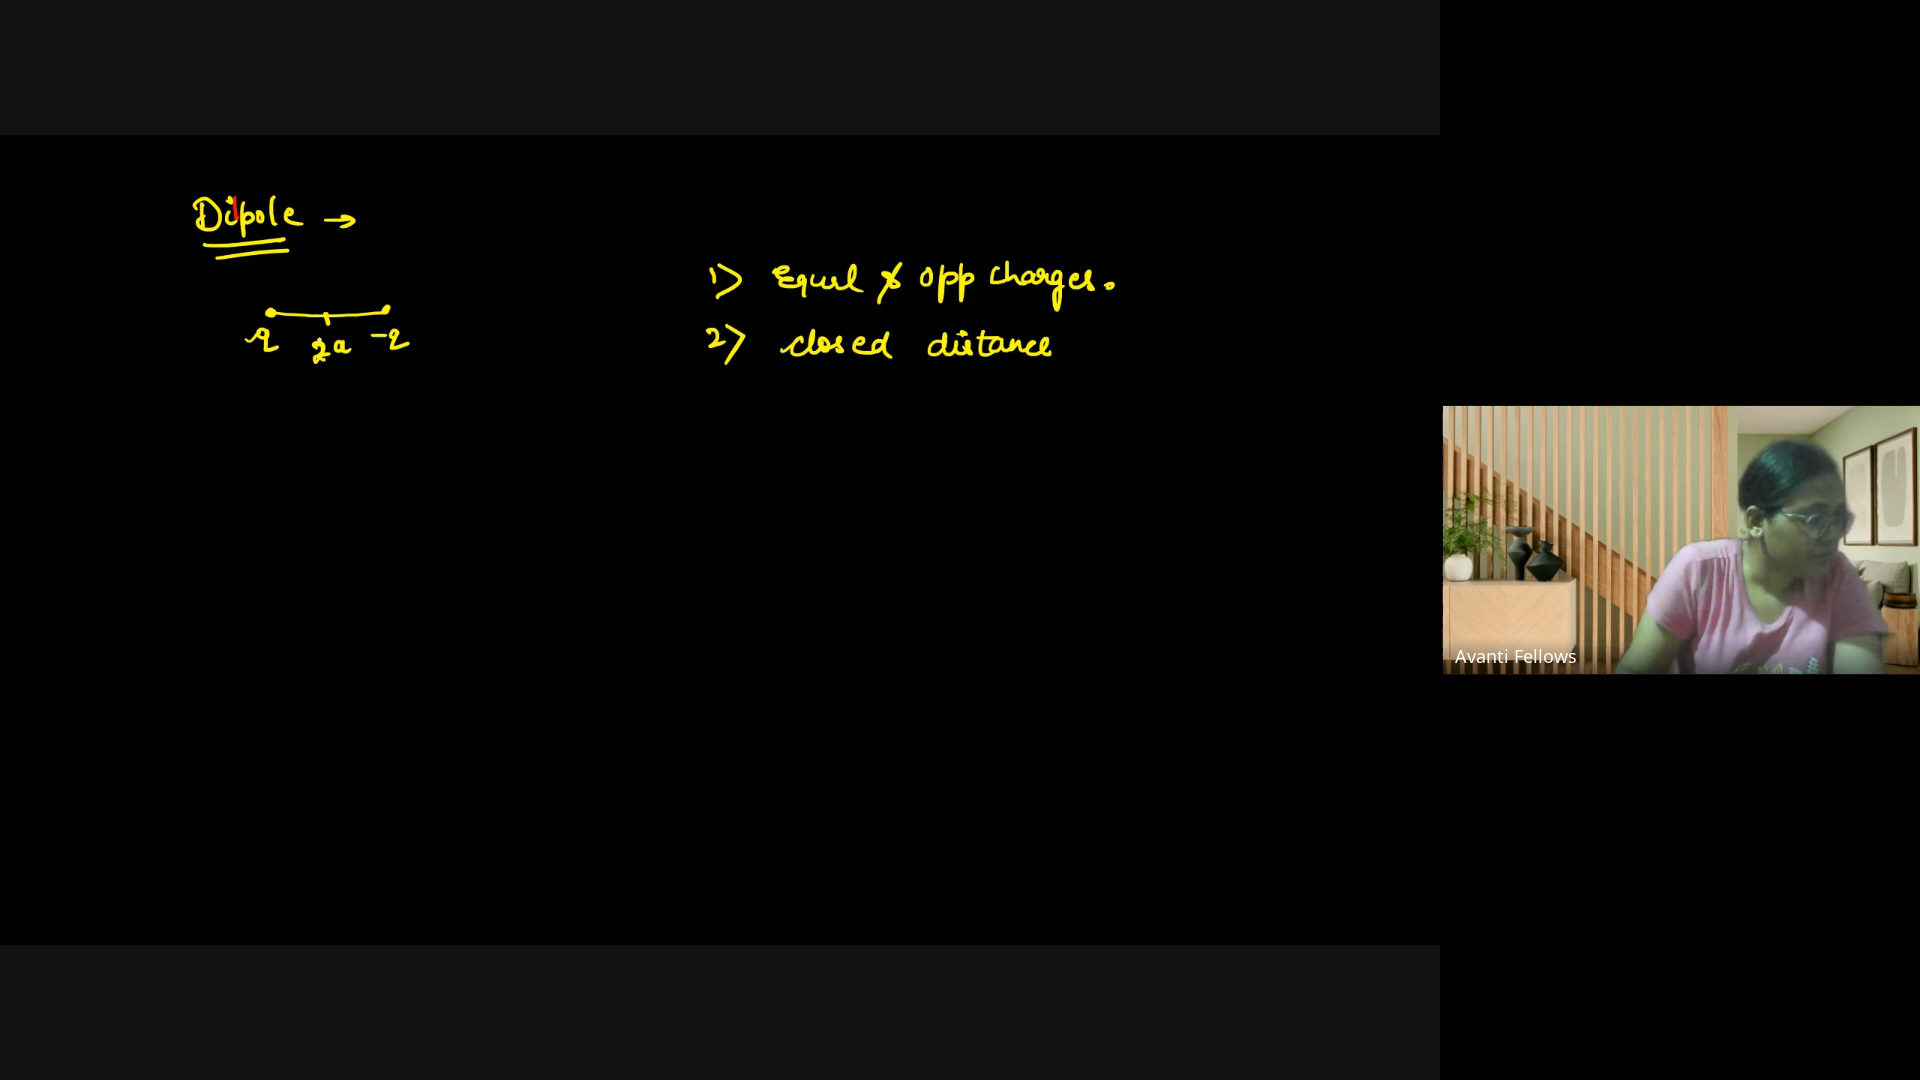 Dipole →
1) Equal & opp charges.
2) closed distance
q 2a -q
Avanti Fellows